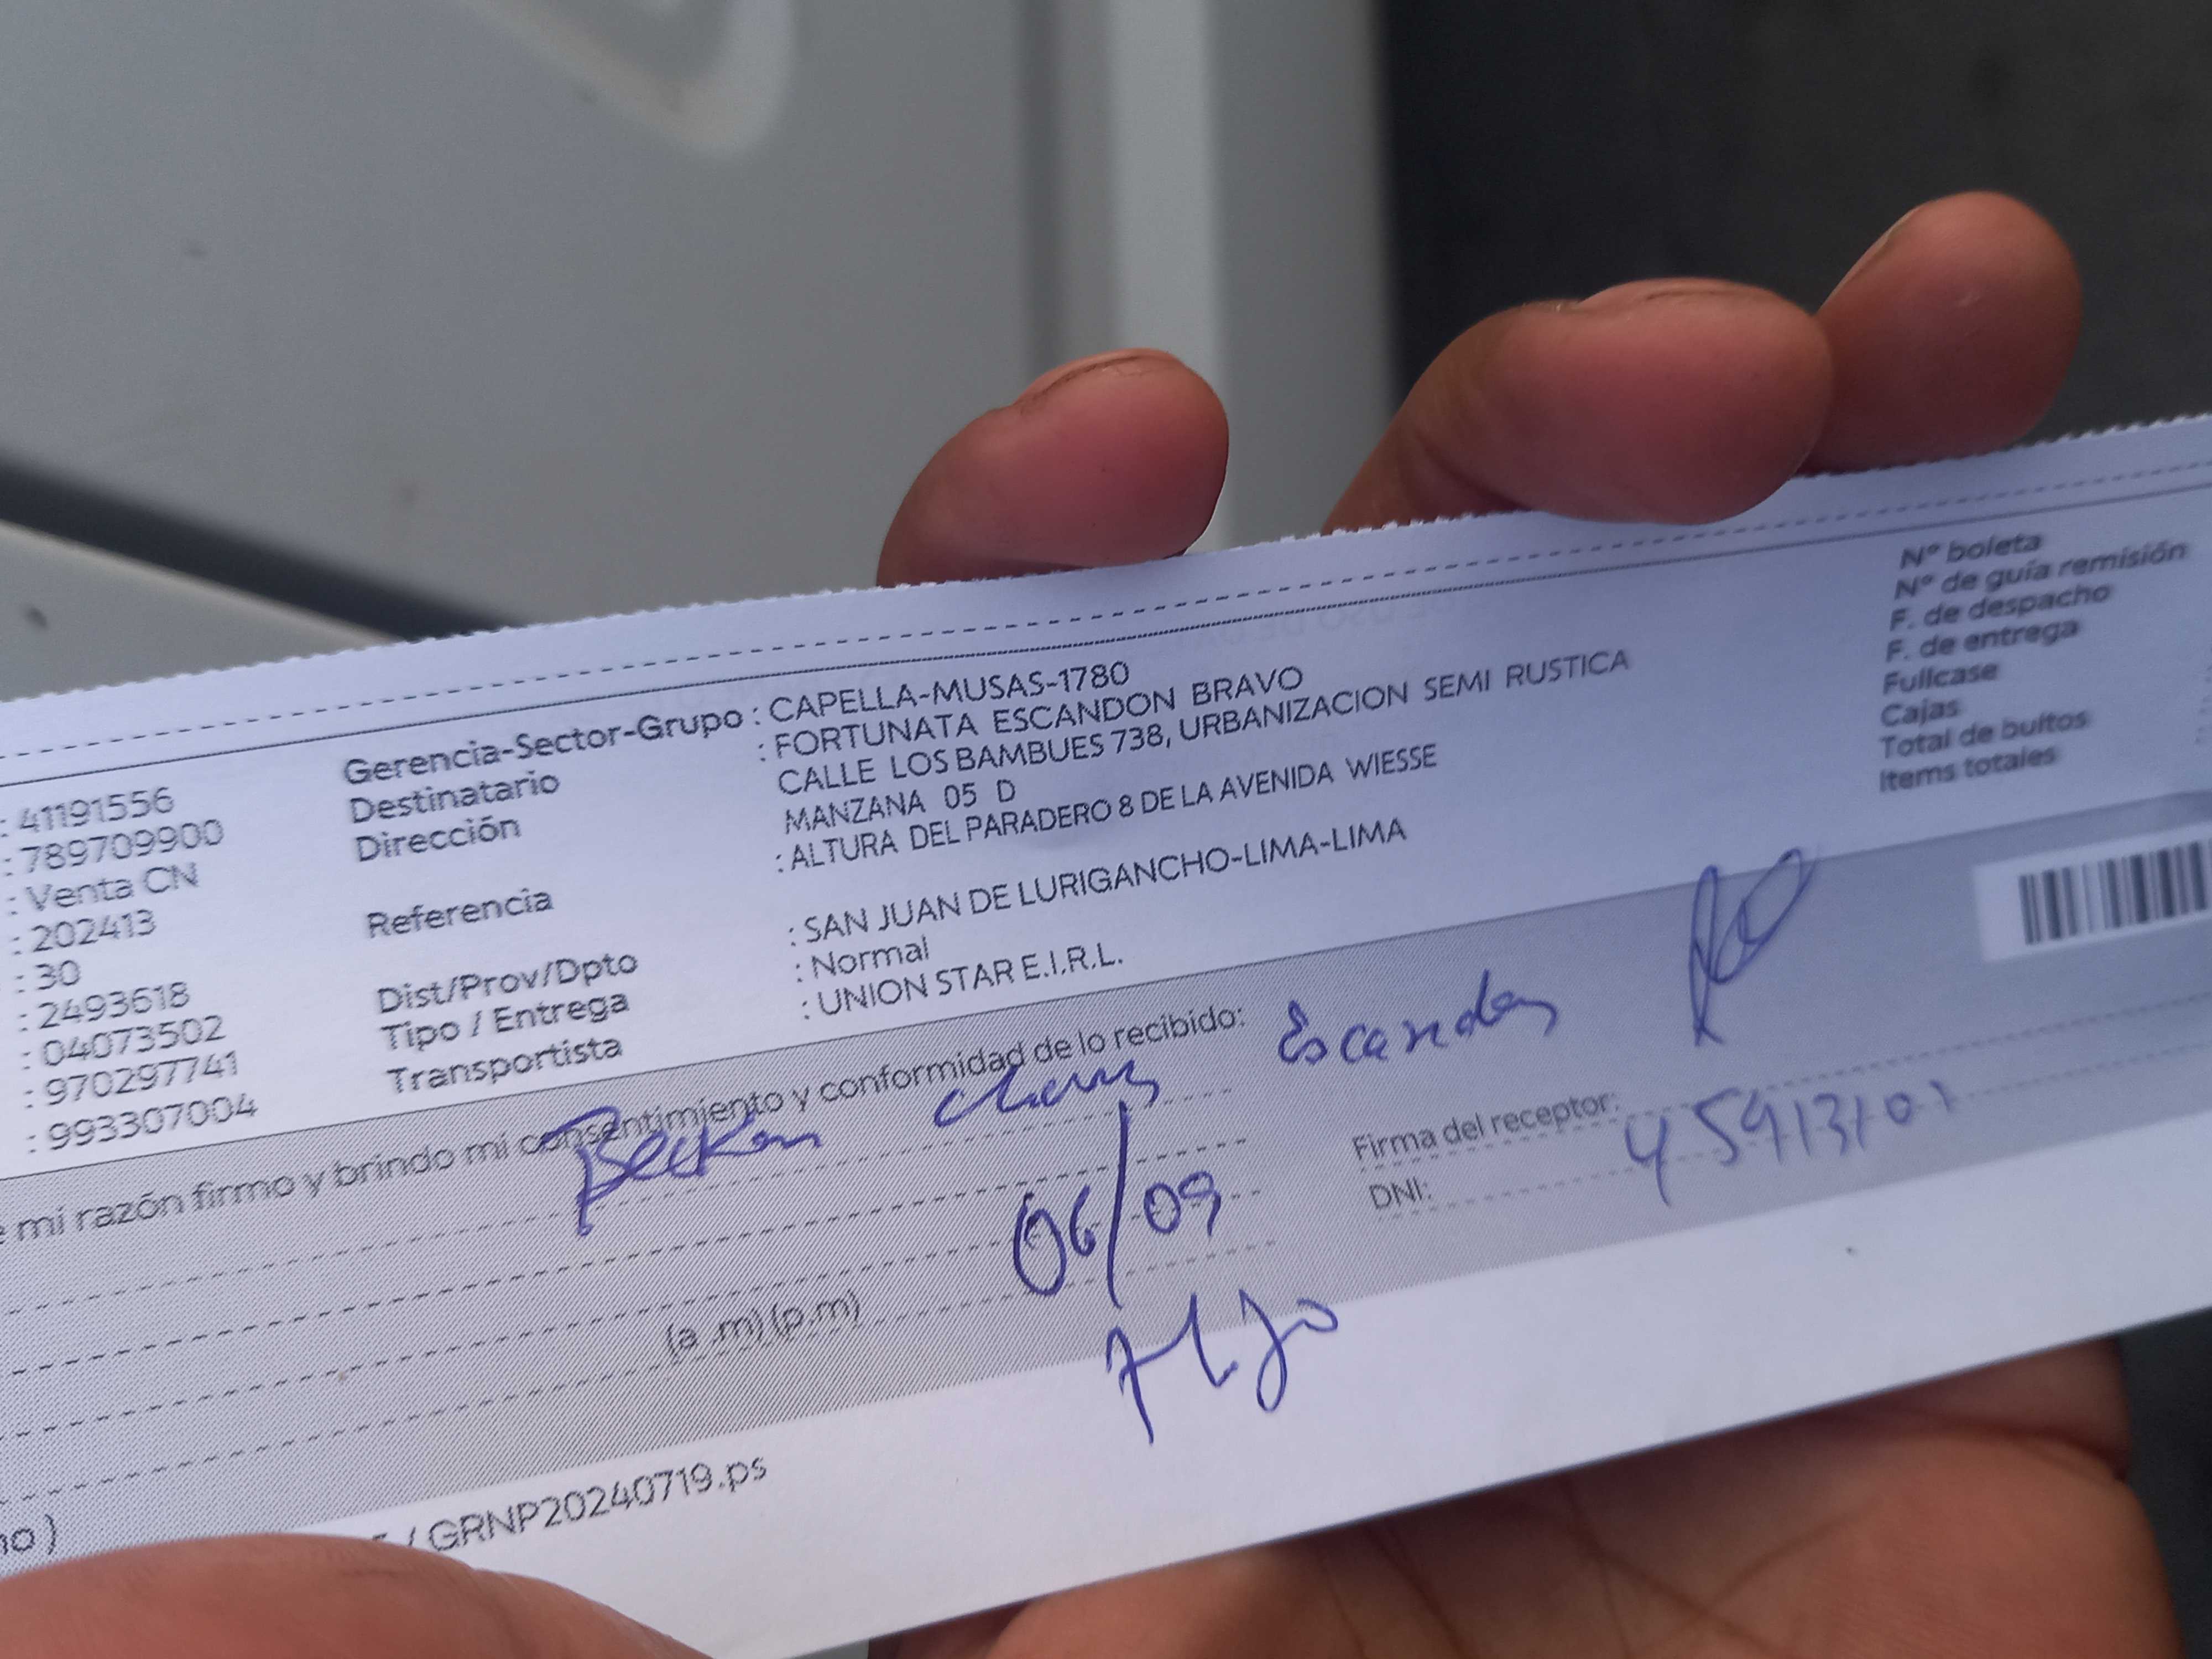 : 41191556
: 789709900
: Venta CN
: 202413
: 30
: 2493618
: 04073502
: 970297741
: 993307004
Gerencia-Sector-Grupo : CAPELLA-MUSAS-1780
Destinatario : FORTUNATA ESCANDON BRAVO
Dirección CALLE LOS BAMBUES 738, URBANIZACION SEMI RUSTICA
MANZANA 05 D
Referencia : ALTURA DEL PARADERO 8 DE LA AVENIDA WIESSE
Dist/Prov/Dpto : SAN JUAN DE LURIGANCHO-LIMA-LIMA
Tipo / Entrega : Normal
Transportista : UNION STAR E.I.R.L.
N° boleta
N° de guía remisión
F. de despacho
F. de entrega
Fullcase
Cajas
Total de bultos
Items totales
mi razón firmo y brindo mi consentimiento y conformidad de lo recibido:
Escandon
Firma del receptor:
DNI:
06/09
(a .m) (p.m)
/ GRNP20240719.ps